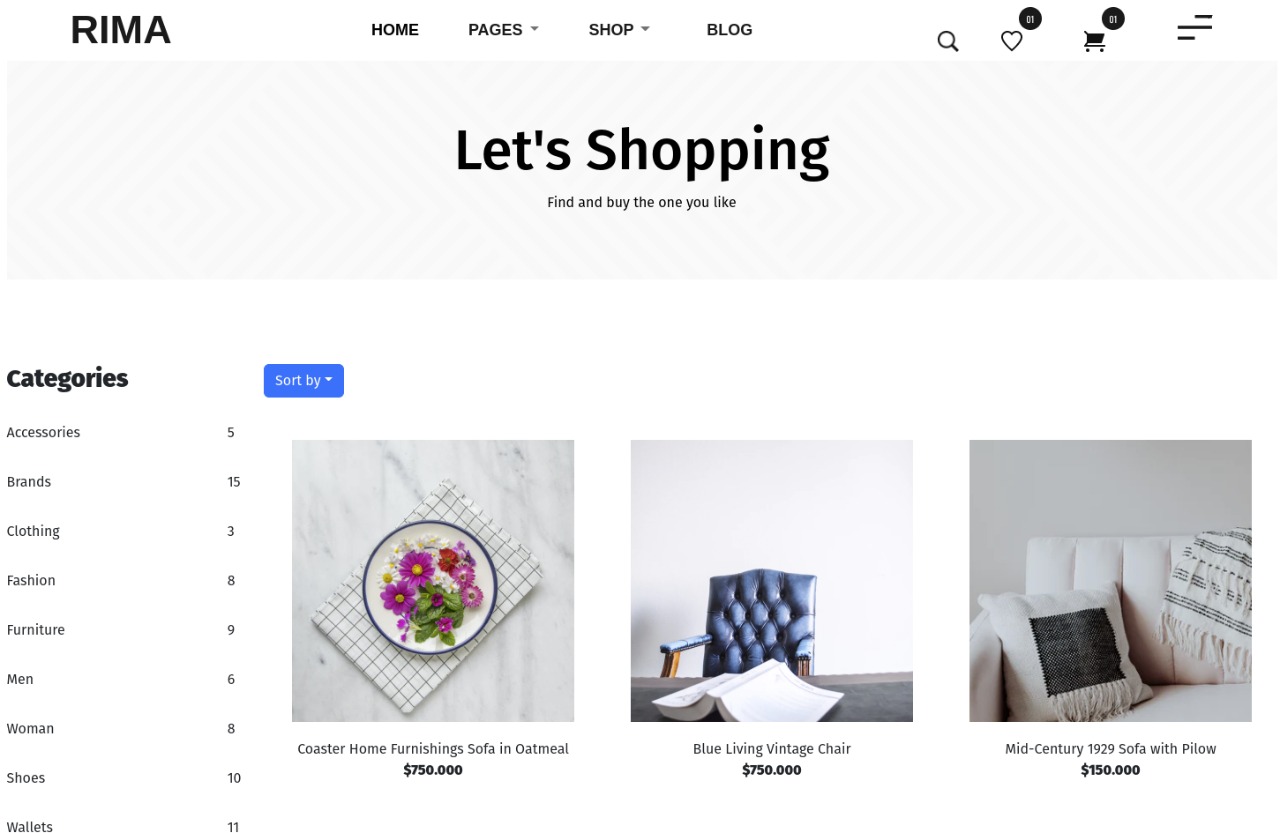 RIMA
HOME PAGES SHOP BLOG
01 01
Let's Shopping
Find and buy the one you like
Categories
Sort by
Accessories 5
Brands 15
Clothing 3
Fashion 8
Furniture 9
Men 6
Woman 8
Shoes 10
Wallets 11
Coaster Home Furnishings Sofa in Oatmeal
$750.000
Blue Living Vintage Chair
$750.000
Mid-Century 1929 Sofa with Pilow
$150.000